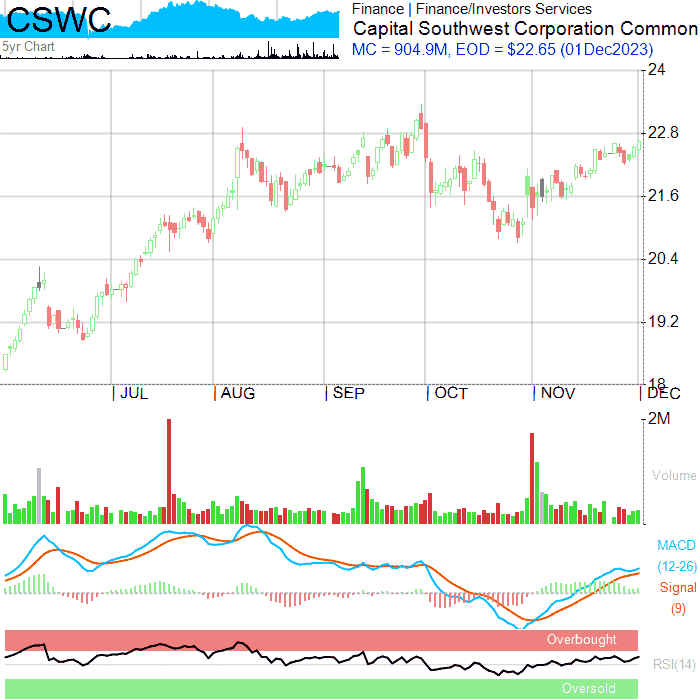 CSWC
5yr Chart
Finance | Finance/Investors Services
Capital Southwest Corporation Common
MC = 904.9M, EOD = $22.65 (01Dec2023)
24
22.8
21.6
20.4
19.2
18
JUL AUG SEP OCT NOV DEC
2M
Volume
MACD
(12-26)
Signal
(9)
Overbought
RSI(14)
Oversold